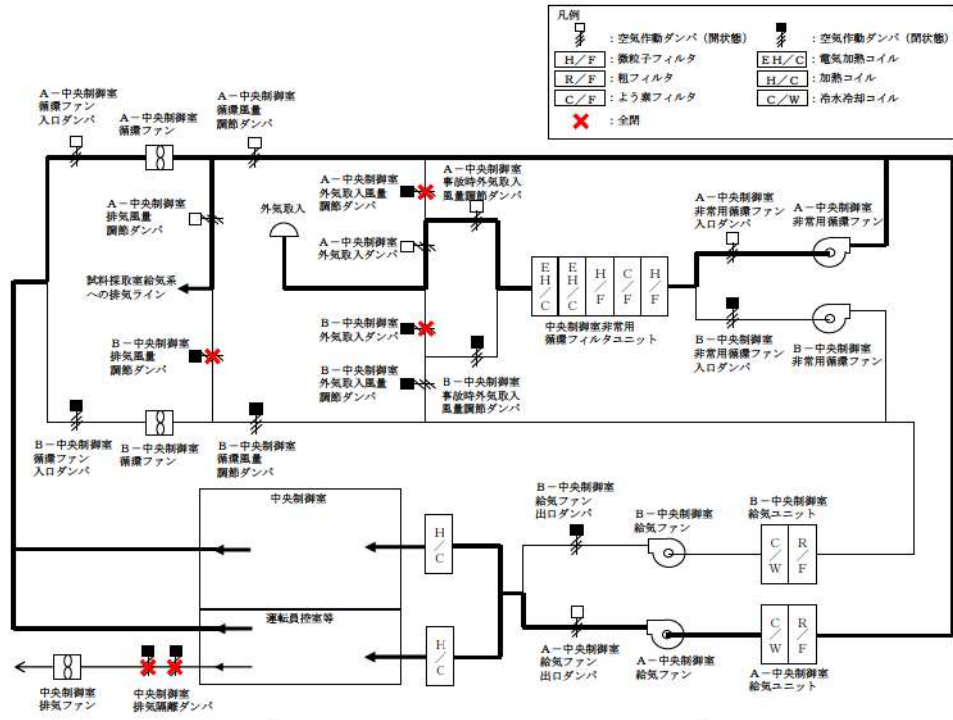 凡例
：空気作動ダンパ（開状態）
：空気作動ダンパ（閉状態）
H／F
：微粒子フィルタ
EH／C
：電気加熱コイル
R／F
：粗フィルタ
H／C
：加熱コイル
C／F
：よう素フィルタ
C／W
：冷水冷却コイル
：全閉
A－中央制御室
循環ファン
入口ダンパ
A－中央制御室
循環ファン
A－中央制御室
循環風量
調節ダンパ
A－中央制御室
排気風量
調節ダンパ
外気取入
A－中央制御室
外気取入風量
調節ダンパ
A－中央制御室
事故時外気取入
風量調節ダンパ
A－中央制御室
外気取入ダンパ
A－中央制御室
非常用循環ファン
入口ダンパ
A－中央制御室
非常用循環ファン
試料採取室給気系
への排気ライン
EH／C
EH／C
H／F
C／F
H／F
中央制御室非常用
循環フィルタユニット
B－中央制御室
外気取入ダンパ
B－中央制御室
排気風量
調節ダンパ
B－中央制御室
外気取入風量
調節ダンパ
B－中央制御室
事故時外気取入
風量調節ダンパ
B－中央制御室
非常用循環ファン
入口ダンパ
B－中央制御室
非常用循環ファン
B－中央制御室
循環ファン
入口ダンパ
B－中央制御室
循環ファン
B－中央制御室
循環風量
調節ダンパ
中央制御室
H／C
B－中央制御室
給気ファン
出口ダンパ
B－中央制御室
給気ファン
B－中央制御室
給気ユニット
C／W
R／F
運転員控室等
H／C
A－中央制御室
給気ファン
出口ダンパ
A－中央制御室
給気ファン
C／W
R／F
A－中央制御室
給気ユニット
中央制御室
排気ファン
中央制御室
排気隔離ダンパ